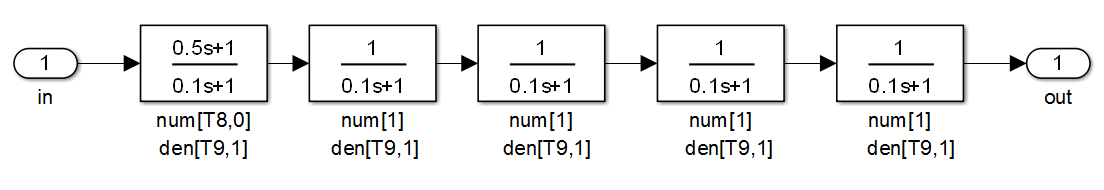 1
in
0.5s+1
0.1s+1
num[T8,0]
den[T9,1]
1
0.1s+1
num[1]
den[T9,1]
1
0.1s+1
num[1]
den[T9,1]
1
0.1s+1
num[1]
den[T9,1]
1
0.1s+1
num[1]
den[T9,1]
1
out